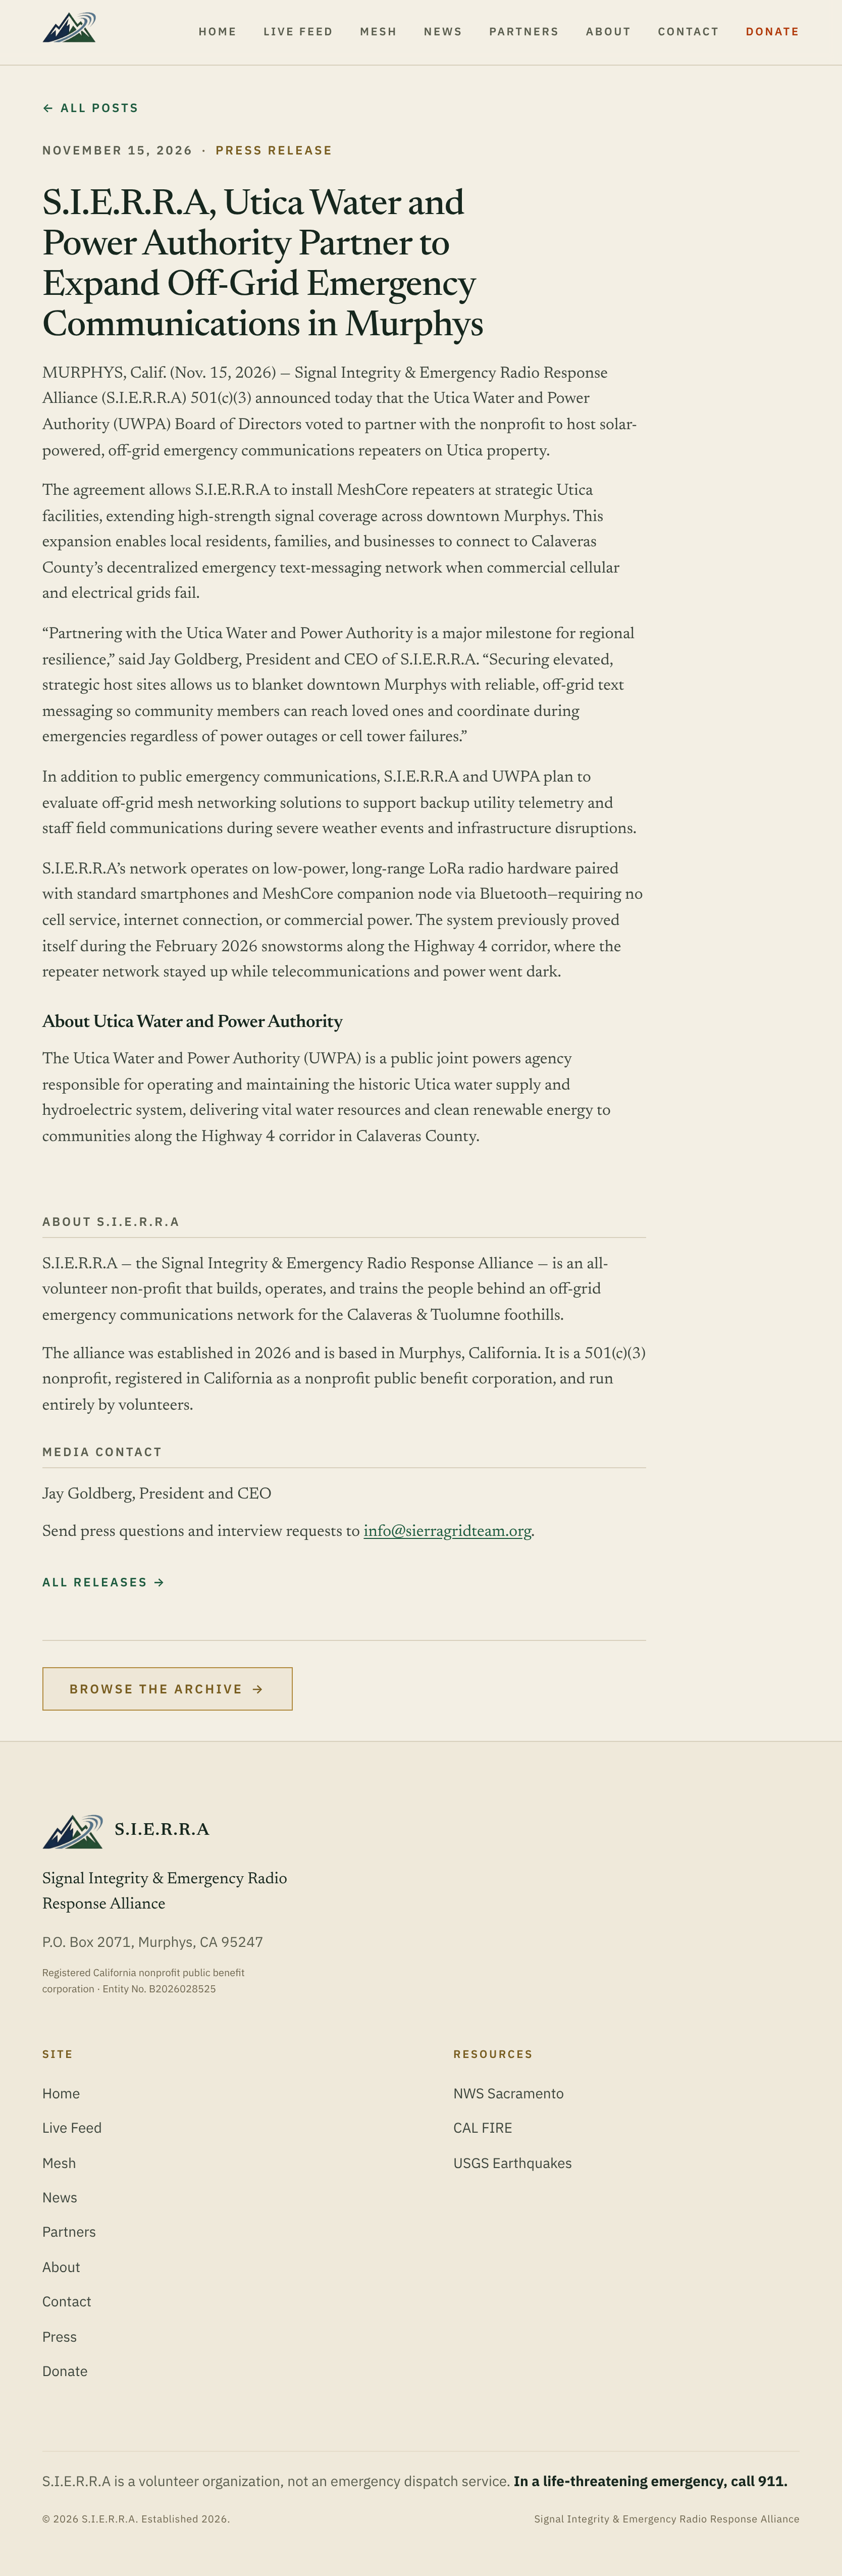 HOME LIVE FEED MESH NEWS PARTNERS ABOUT CONTACT DONATE
← ALL POSTS
NOVEMBER 15, 2026 · PRESS RELEASE
S.I.E.R.R.A, Utica Water and
Power Authority Partner to
Expand Off-Grid Emergency
Communications in Murphys
MURPHYS, Calif. (Nov. 15, 2026) — Signal Integrity & Emergency Radio Response
Alliance (S.I.E.R.R.A) 501(c)(3) announced today that the Utica Water and Power
Authority (UWPA) Board of Directors voted to partner with the nonprofit to host solar-
powered, off-grid emergency communications repeaters on Utica property.
The agreement allows S.I.E.R.R.A to install MeshCore repeaters at strategic Utica
facilities, extending high-strength signal coverage across downtown Murphys. This
expansion enables local residents, families, and businesses to connect to Calaveras
County’s decentralized emergency text-messaging network when commercial cellular
and electrical grids fail.
“Partnering with the Utica Water and Power Authority is a major milestone for regional
resilience,” said Jay Goldberg, President and CEO of S.I.E.R.R.A. “Securing elevated,
strategic host sites allows us to blanket downtown Murphys with reliable, off-grid text
messaging so community members can reach loved ones and coordinate during
emergencies regardless of power outages or cell tower failures.”
In addition to public emergency communications, S.I.E.R.R.A and UWPA plan to
evaluate off-grid mesh networking solutions to support backup utility telemetry and
staff field communications during severe weather events and infrastructure disruptions.
S.I.E.R.R.A’s network operates on low-power, long-range LoRa radio hardware paired
with standard smartphones and MeshCore companion node via Bluetooth—requiring no
cell service, internet connection, or commercial power. The system previously proved
itself during the February 2026 snowstorms along the Highway 4 corridor, where the
repeater network stayed up while telecommunications and power went dark.
About Utica Water and Power Authority
The Utica Water and Power Authority (UWPA) is a public joint powers agency
responsible for operating and maintaining the historic Utica water supply and
hydroelectric system, delivering vital water resources and clean renewable energy to
communities along the Highway 4 corridor in Calaveras County.
ABOUT S.I.E.R.R.A
S.I.E.R.R.A — the Signal Integrity & Emergency Radio Response Alliance — is an all-
volunteer non-profit that builds, operates, and trains the people behind an off-grid
emergency communications network for the Calaveras & Tuolumne foothills.
The alliance was established in 2026 and is based in Murphys, California. It is a 501(c)(3)
nonprofit, registered in California as a nonprofit public benefit corporation, and run
entirely by volunteers.
MEDIA CONTACT
Jay Goldberg, President and CEO
Send press questions and interview requests to info@sierragridteam.org.
ALL RELEASES →
BROWSE THE ARCHIVE →
S.I.E.R.R.A
Signal Integrity & Emergency Radio
Response Alliance
P.O. Box 2071, Murphys, CA 95247
Registered California nonprofit public benefit
corporation · Entity No. B2026028525
SITE
Home
Live Feed
Mesh
News
Partners
About
Contact
Press
Donate
RESOURCES
NWS Sacramento
CAL FIRE
USGS Earthquakes
S.I.E.R.R.A is a volunteer organization, not an emergency dispatch service. In a life-threatening emergency, call 911.
© 2026 S.I.E.R.R.A. Established 2026.
Signal Integrity & Emergency Radio Response Alliance